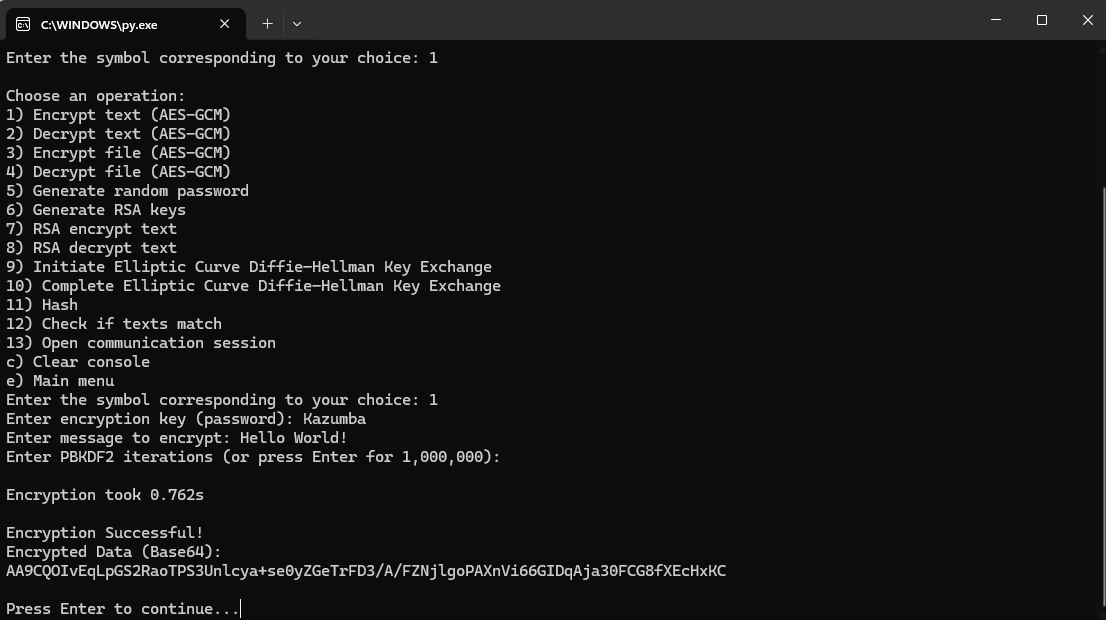 C:\WINDOWS\py.exe
Enter the symbol corresponding to your choice: 1
Choose an operation:
1) Encrypt text (AES-GCM)
2) Decrypt text (AES-GCM)
3) Encrypt file (AES-GCM)
4) Decrypt file (AES-GCM)
5) Generate random password
6) Generate RSA keys
7) RSA encrypt text
8) RSA decrypt text
9) Initiate Elliptic Curve Diffie-Hellman Key Exchange
10) Complete Elliptic Curve Diffie-Hellman Key Exchange
11) Hash
12) Check if texts match
13) Open communication session
c) Clear console
e) Main menu
Enter the symbol corresponding to your choice: 1
Enter encryption key (password): Kazumba
Enter message to encrypt: Hello World!
Enter PBKDF2 iterations (or press Enter for 1,000,000):
Encryption took 0.762s
Encryption Successful!
Encrypted Data (Base64):
AA9CQOIvEqLpGS2RaoTPS3Unlcya+se0yZGeTrFD3/A/FZNjlgoPAXnVi66GIDqAja30FCG8fXEcHxKC
Press Enter to continue...